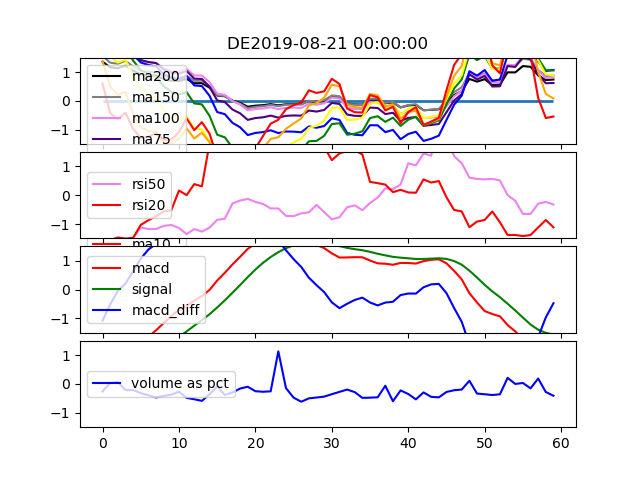 DE2019-08-21 00:00:00
1
0
−1
ma200
ma150
ma100
ma75
1
0
−1
rsi50
rsi20
ma10
1
0
−1
macd
signal
macd_diff
1
0
−1
volume as pct
0 10 20 30 40 50 60